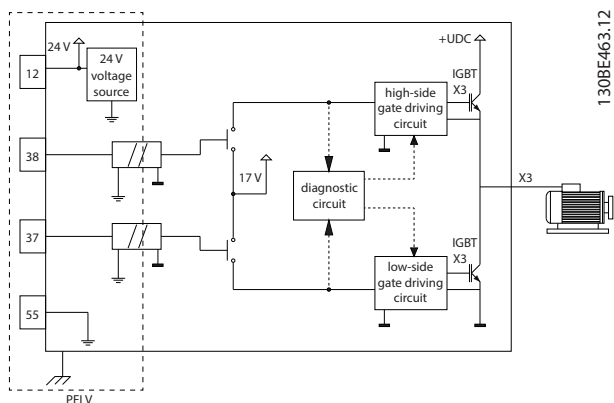 130BE463.12
+UDC
24 V
12
24 V
voltage
source
IGBT
X3
high-side
gate driving
circuit
38
17 V
diagnostic
circuit
X3
37
IGBT
X3
low-side
gate driving
circuit
55
PELV